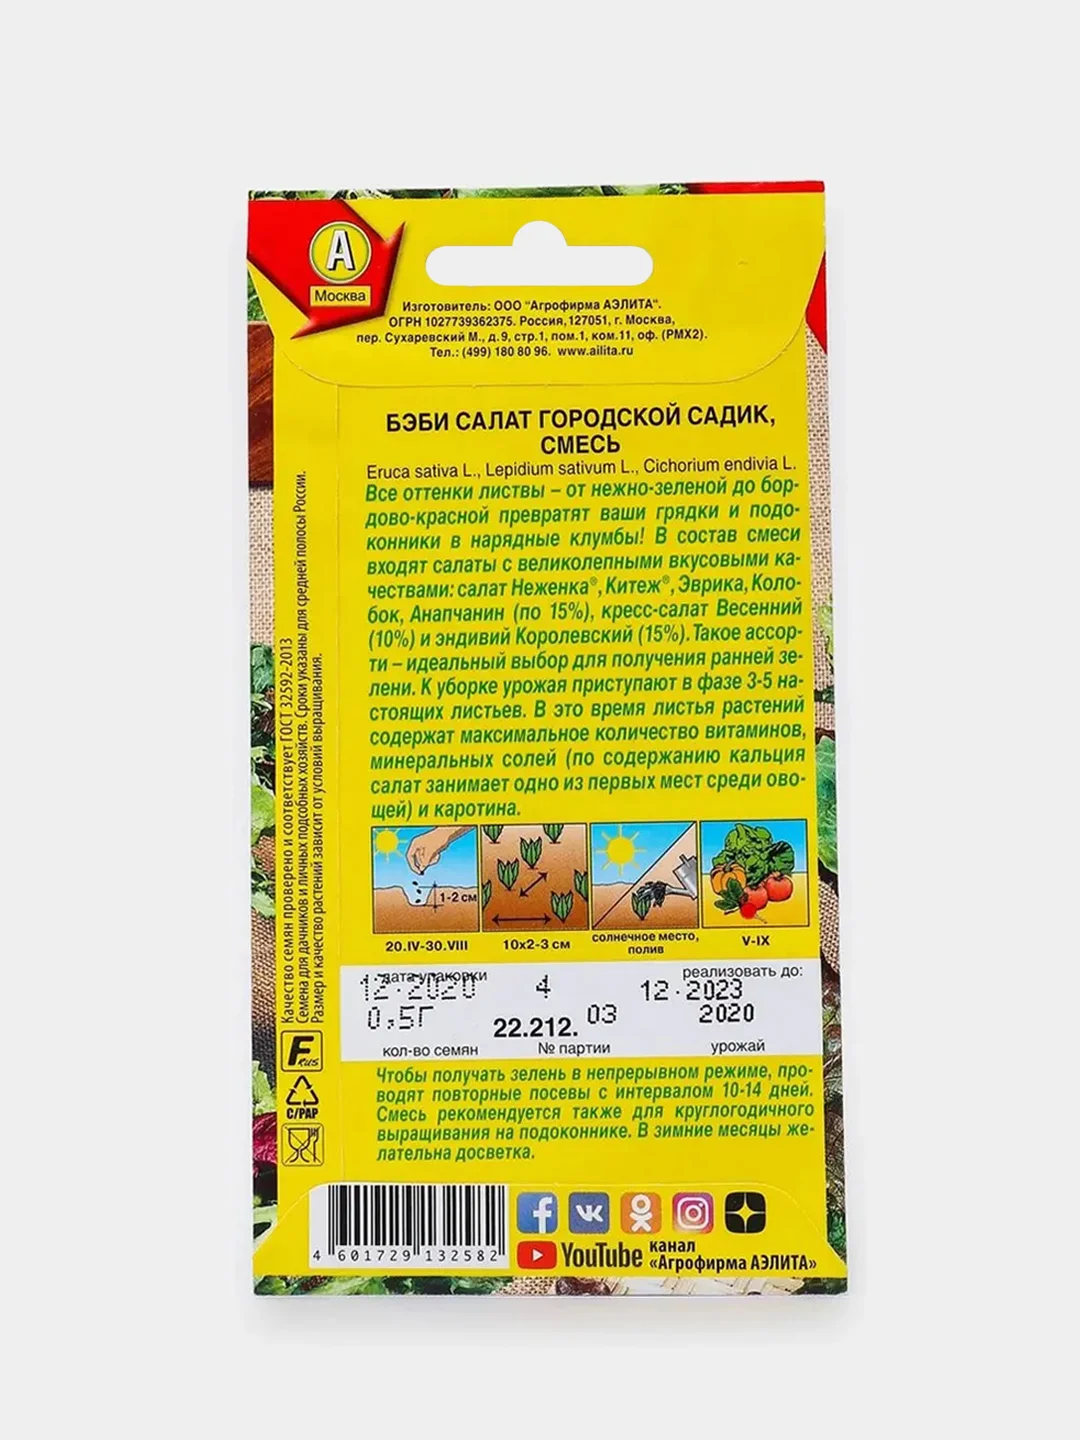 А
Москва
Изготовитель: ООО "Агрофирма АЭЛИТА".
ОГРН 1027739362375. Россия,127051, г. Москва,
пер. Сухаревский М., д.9, стр.1, пом.1, ком.11, оф. (РМХ2).
Тел.: (499) 180 80 96. www.ailita.ru
БЭБИ САЛАТ ГОРОДСКОЙ САДИК,
СМЕСЬ
Eruca sativa L., Lepidium sativum L., Cichorium endivia L.
Все оттенки листвы – от нежно-зеленой до бор-
дово-красной превратят ваши грядки и подо-
конники в нарядные клумбы! В состав смеси
входят салаты с великолепными вкусовыми ка-
чествами: салат Неженка®, Китеж®, Эврика, Коло-
бок, Анапчанин (по 15%), кресс-салат Весенний
(10%) и эндивий Королевский (15%). Такое ассор-
ти – идеальный выбор для получения ранней зе-
лени. К уборке урожая приступают в фазе 3-5 на-
стоящих листьев. В это время листья растений
содержат максимальное количество витаминов,
минеральных солей (по содержанию кальция
салат занимает одно из первых мест среди ово-
щей) и каротина.
1-2 см
20.IV-30.VIII
10х2-3 см
солнечное место,
полив
V-IX
дата упаковки
12·2020
4
реализовать до:
12·2023
0,5Г
22.212.
03
2020
кол-во семян
№ партии
урожай
Чтобы получать зелень в непрерывном режиме, про-
водят повторные посевы с интервалом 10-14 дней.
Смесь рекомендуется также для круглогодичного
выращивания на подоконнике. В зимние месяцы же-
лательна досветка.
Качество семян проверено и соответствует ГОСТ 32592-2013
Семена для дачников и личных подсобных хозяйств. Сроки указаны для средней полосы России.
Размер и качество растений зависит от условий выращивания.
F RUS
C/PAP
4 601729 132582
YouTube
канал
«Агрофирма АЭЛИТА»